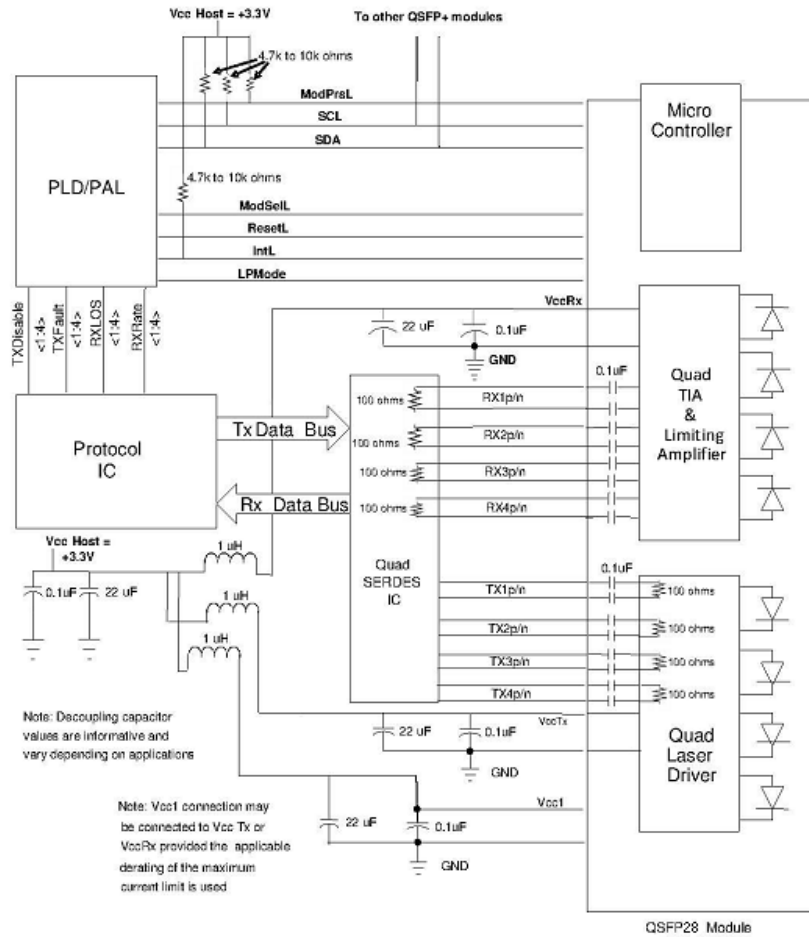 Vcc Host = +3.3V
To other QSFP+ modules
4.7k to 10k ohms
ModPrsL
SCL
SDA
Micro
Controller
PLD/PAL
4.7k to 10k ohms
ModSelL
ResetL
IntL
LPMode
TXDisable
<1:4>
TXFault
<1:4>
RXLOS
<1:4>
RXRate
<1:4>
VccRx
22 uF
0.1uF
GND
0.1uF
Quad
TIA
&
Limiting
Amplifier
100 ohms
RX1p/n
100 ohms
RX2p/n
100 ohms
RX3p/n
100 ohms
RX4p/n
Protocol
IC
Tx Data Bus
Rx Data Bus
Quad
SERDES
IC
Vcc Host =
+3.3V
0.1uF
22 uF
1 uH
1 uH
1 uH
0.1uF
TX1p/n
100 ohms
TX2p/n
100 ohms
TX3p/n
100 ohms
TX4p/n
100 ohms
Quad
Laser
Driver
VccTx
22 uF
0.1uF
GND
Note: Decoupling capacitor
values are informative and
vary depending on applications
Vcc1
22 uF
0.1uF
GND
Note: Vcc1 connection may
be connected to Vcc Tx or
VccRx provided the applicable
derating of the maximum
current limit is used
QSFP28 Module